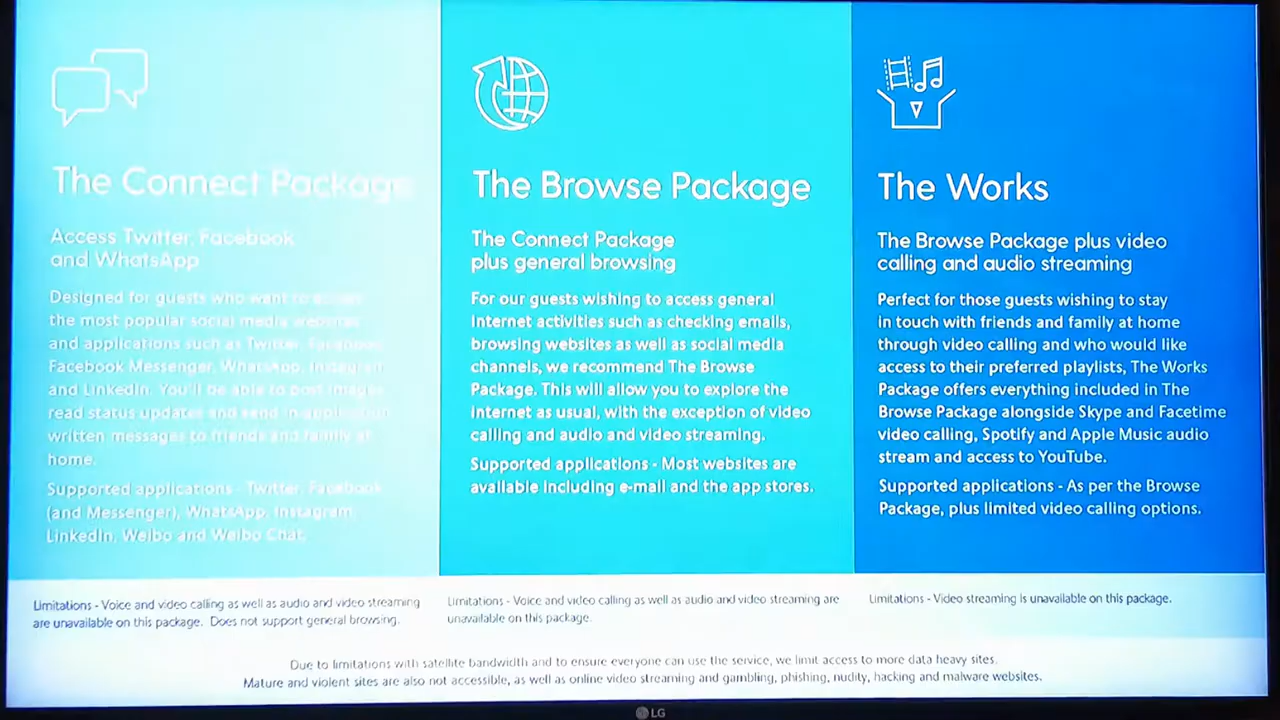 The Connect Package
Access Twitter, Facebook
and WhatsApp
Designed for guests who want to access
the most popular social media websites
and applications such as Twitter, Facebook,
Facebook Messenger, WhatsApp, Instagram
and LinkedIn. You'll be able to post images
read status updates and send in-application
written messages to friends and family at
home.
Supported applications - Twitter, Facebook
(and Messenger), WhatsApp, Instagram,
LinkedIn, Weibo and Weibo Chat.
Limitations - Voice and video calling as well as audio and video streaming
are unavailable on this package. Does not support general browsing.
The Browse Package
The Connect Package
plus general browsing
For our guests wishing to access general
Internet activities such as checking emails,
browsing websites as well as social media
channels, we recommend The Browse
Package. This will allow you to explore the
Internet as usual, with the exception of video
calling and audio and video streaming.
Supported applications - Most websites are
available including e-mail and the app stores.
Limitations - Voice and video calling as well as audio and video streaming are
unavailable on this package.
The Works
The Browse Package plus video
calling and audio streaming
Perfect for those guests wishing to stay
in touch with friends and family at home
through video calling and who would like
access to their preferred playlists, The Works
Package offers everything included in The
Browse Package alongside Skype and Facetime
video calling, Spotify and Apple Music audio
stream and access to YouTube.
Supported applications - As per the Browse
Package, plus limited video calling options.
Limitations - Video streaming is unavailable on this package.
Due to limitations with satellite bandwidth and to ensure everyone can use the service, we limit access to more data heavy sites.
Mature and violent sites are also not accessible, as well as online video streaming and gambling, phishing, nudity, hacking and malware websites.
LG